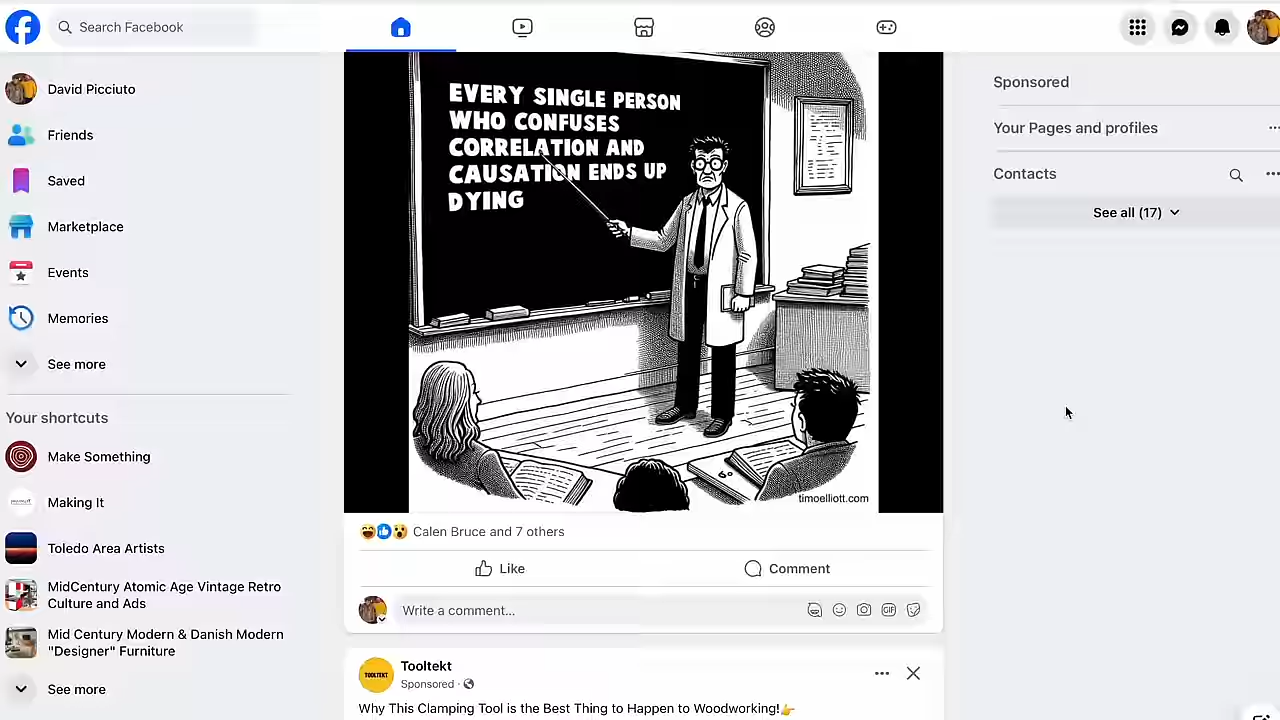 Search Facebook
David Picciuto
Friends
Saved
Marketplace
Events
Memories
See more
Your shortcuts
Make Something
Making It
Toledo Area Artists
MidCentury Atomic Age Vintage Retro
Culture and Ads
Mid Century Modern & Danish Modern
"Designer" Furniture
See more
EVERY SINGLE PERSON
WHO CONFUSES
CORRELATION AND
CAUSATION ENDS UP
DYING
timoelliott.com
Calen Bruce and 7 others
Like
Comment
Write a comment...
GIF
TOOLTEKT
Tooltekt
Sponsored ·
Why This Clamping Tool is the Best Thing to Happen to Woodworking!👉
Sponsored
Your Pages and profiles
Contacts
See all (17)